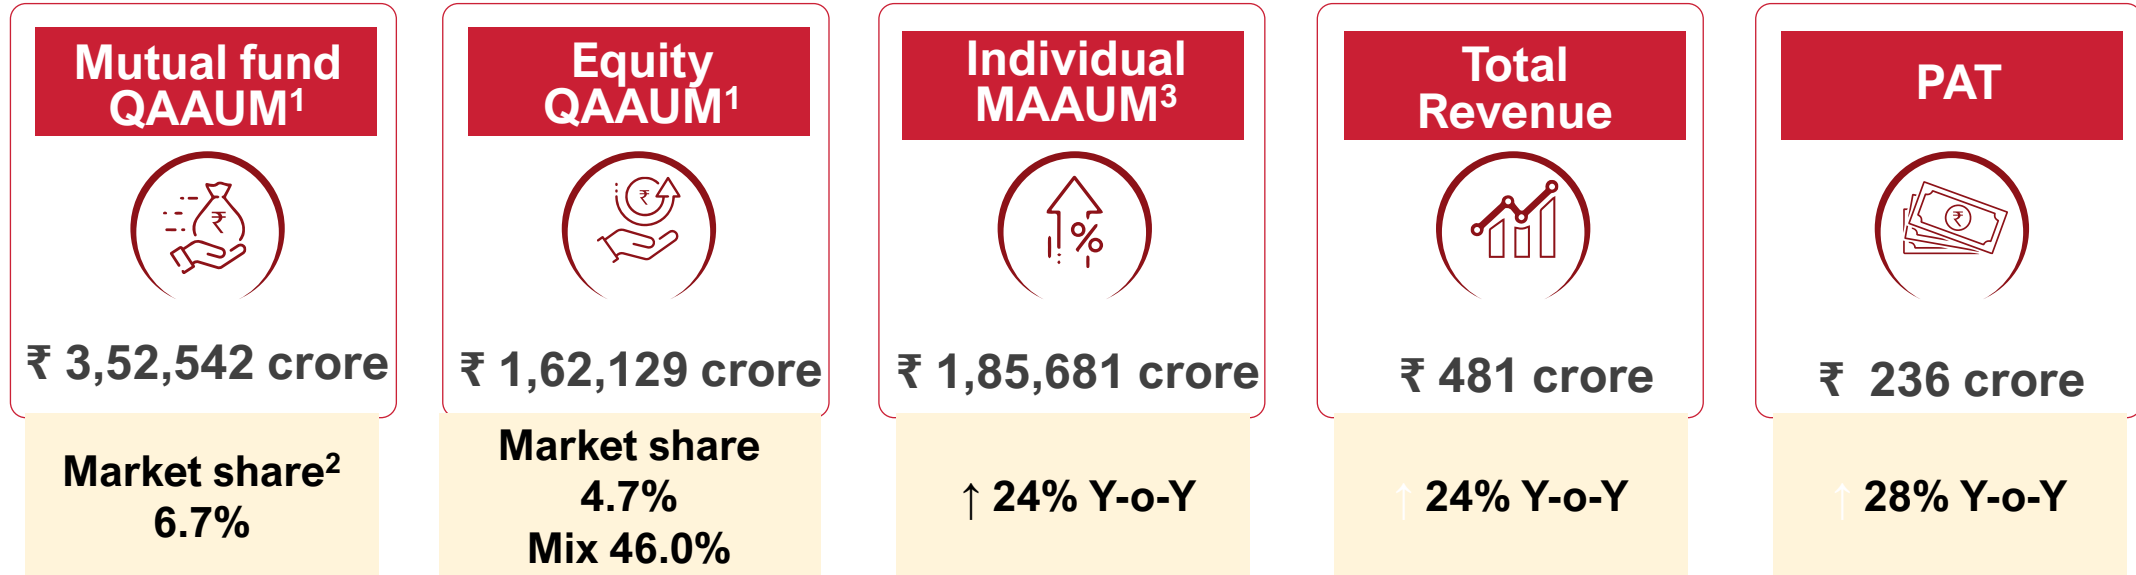 Mutual fund
QAAUM¹
₹ 3,52,542 crore
Market share²
6.7%
Equity
QAAUM¹
₹ 1,62,129 crore
Market share
4.7%
Mix 46.0%
Individual
MAAUM³
₹ 1,85,681 crore
↑ 24% Y-o-Y
Total
Revenue
₹ 481 crore
↑ 24% Y-o-Y
PAT
₹ 236 crore
↑ 28% Y-o-Y